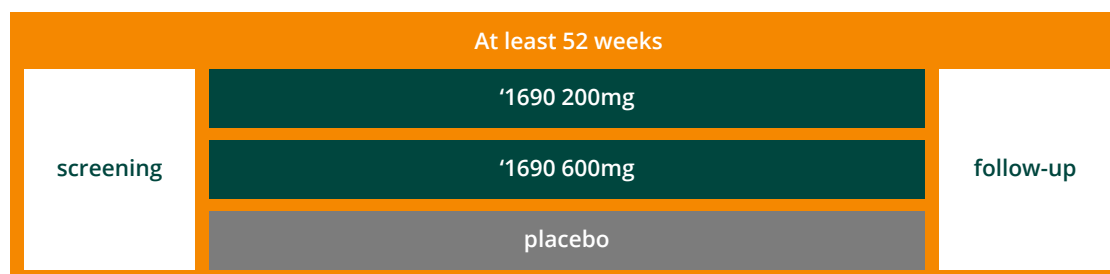 At least 52 weeks
screening
‘1690 200mg
‘1690 600mg
placebo
follow-up